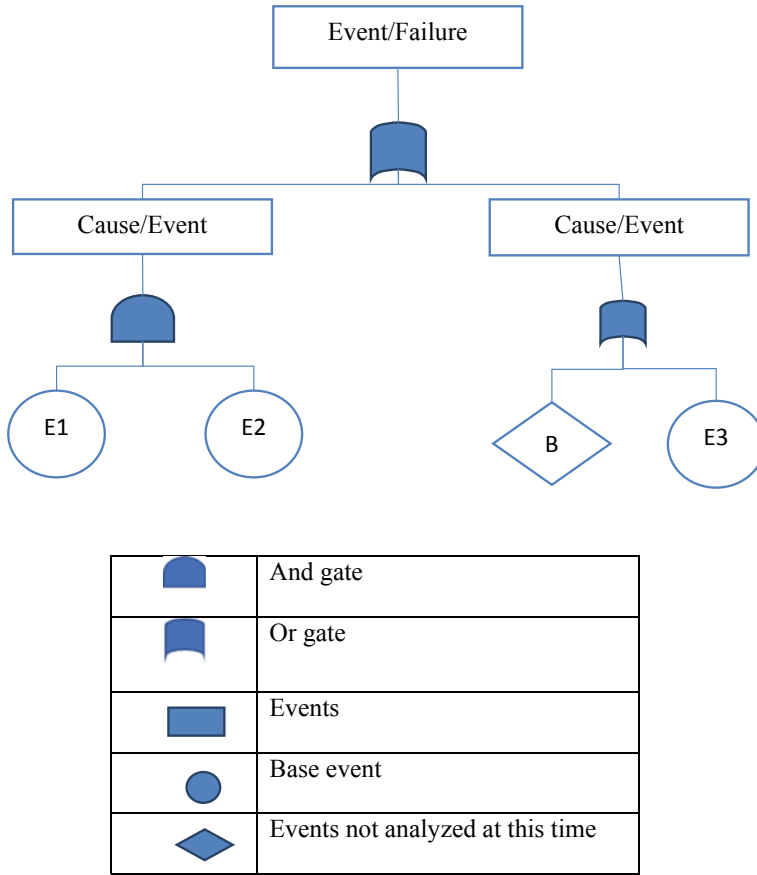 Event/Failure
Cause/Event
Cause/Event
E1
E2
B
E3
And gate
Or gate
Events
Base event
Events not analyzed at this time